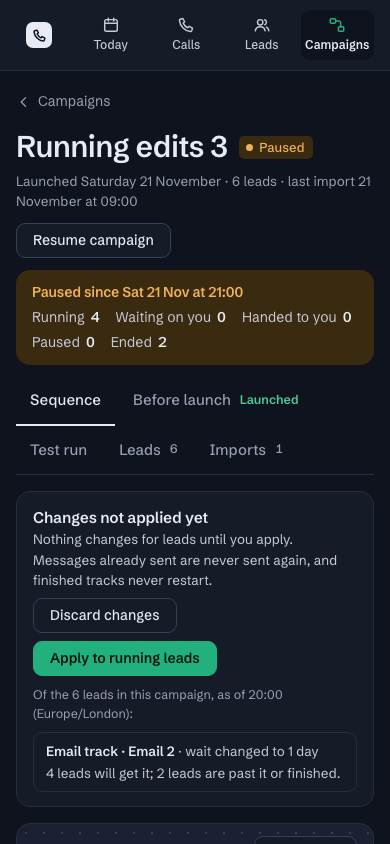 Today
Calls
Leads
Campaigns
Campaigns
Running edits 3
Paused
Launched Saturday 21 November · 6 leads · last import 21
November at 09:00
Resume campaign
Paused since Sat 21 Nov at 21:00
Running 4 Waiting on you 0 Handed to you 0
Paused 0 Ended 2
Sequence Before launch Launched
Test run Leads 6 Imports 1
Changes not applied yet
Nothing changes for leads until you apply.
Messages already sent are never sent again, and
finished tracks never restart.
Discard changes
Apply to running leads
Of the 6 leads in this campaign, as of 20:00
(Europe/London):
Email track · Email 2 · wait changed to 1 day
4 leads will get it; 2 leads are past it or finished.